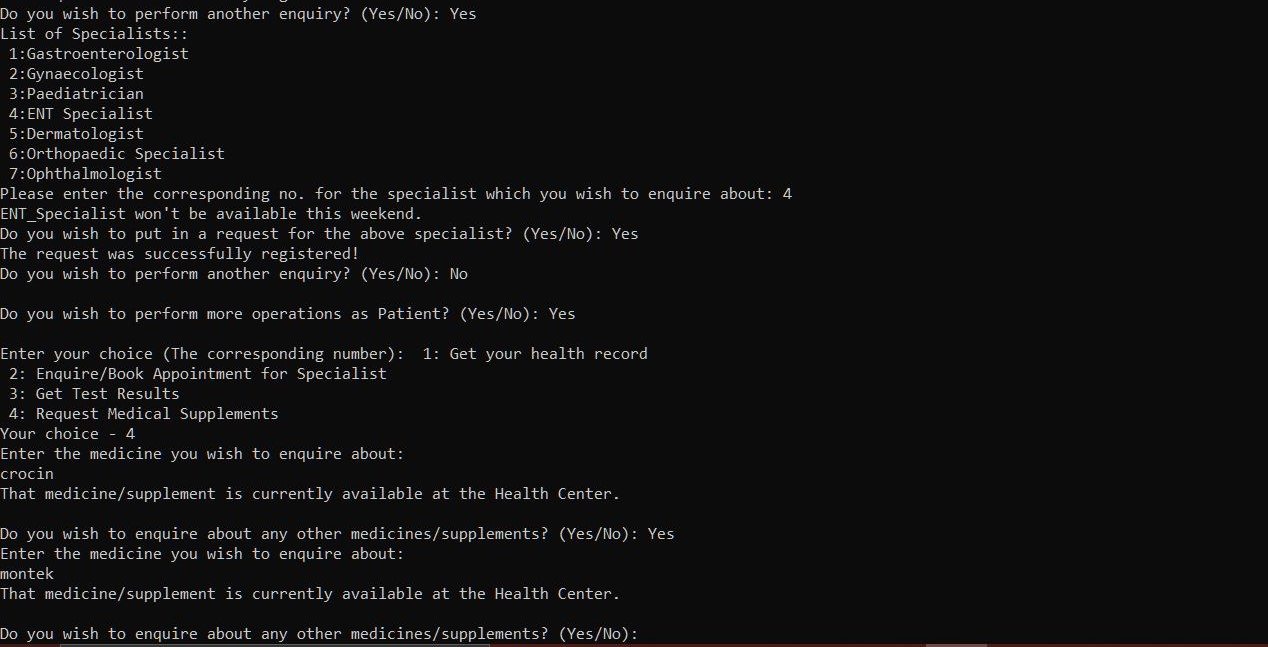 Do you wish to perform another enquiry? (Yes/No): Yes
List of Specialists::
 1:Gastroenterologist
 2:Gynaecologist
 3:Paediatrician
 4:ENT Specialist
 5:Dermatologist
 6:Orthopaedic Specialist
 7:Ophthalmologist
Please enter the corresponding no. for the specialist which you wish to enquire about: 4
ENT_Specialist won't be available this weekend.
Do you wish to put in a request for the above specialist? (Yes/No): Yes
The request was successfully registered!
Do you wish to perform another enquiry? (Yes/No): No
Do you wish to perform more operations as Patient? (Yes/No): Yes
Enter your choice (The corresponding number):  1: Get your health record
 2: Enquire/Book Appointment for Specialist
 3: Get Test Results
 4: Request Medical Supplements
Your choice - 4
Enter the medicine you wish to enquire about:
crocin
That medicine/supplement is currently available at the Health Center.
Do you wish to enquire about any other medicines/supplements? (Yes/No): Yes
Enter the medicine you wish to enquire about:
montek
That medicine/supplement is currently available at the Health Center.
Do you wish to enquire about any other medicines/supplements? (Yes/No):